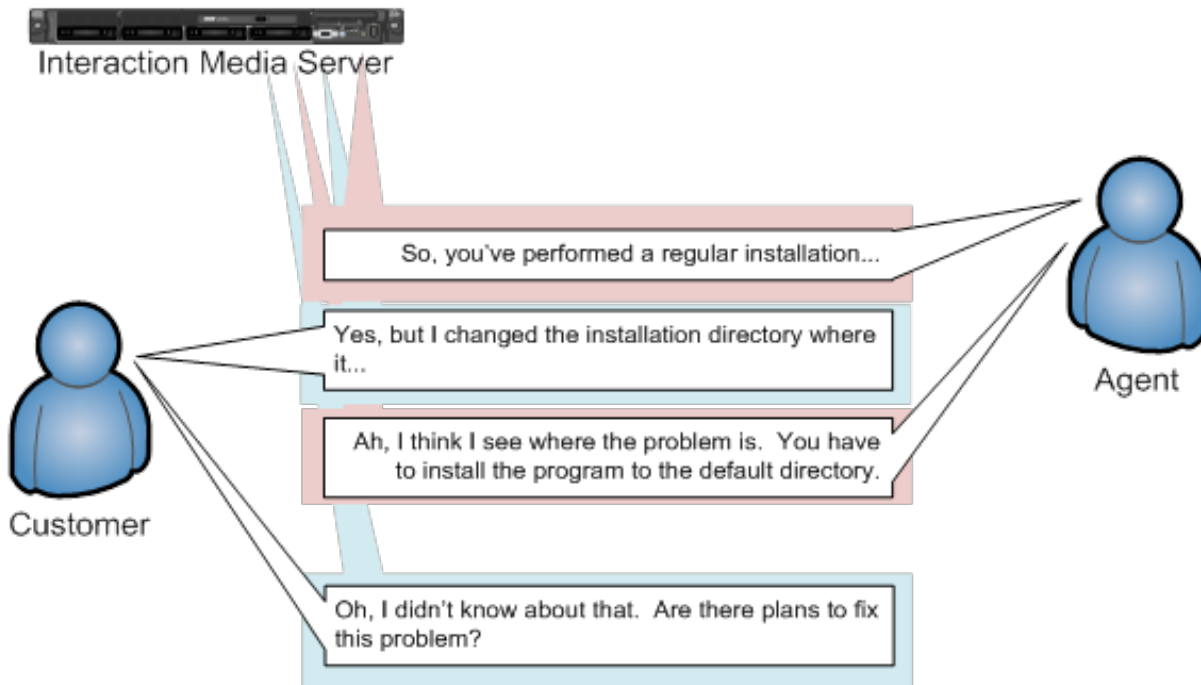 Interaction Media Server
So, you've performed a regular installation...
Yes, but I changed the installation directory where
it...
Agent
Ah, I think I see where the problem is.  You have
to install the program to the default directory.
Customer
Oh, I didn't know about that.  Are there plans to fix
this problem?